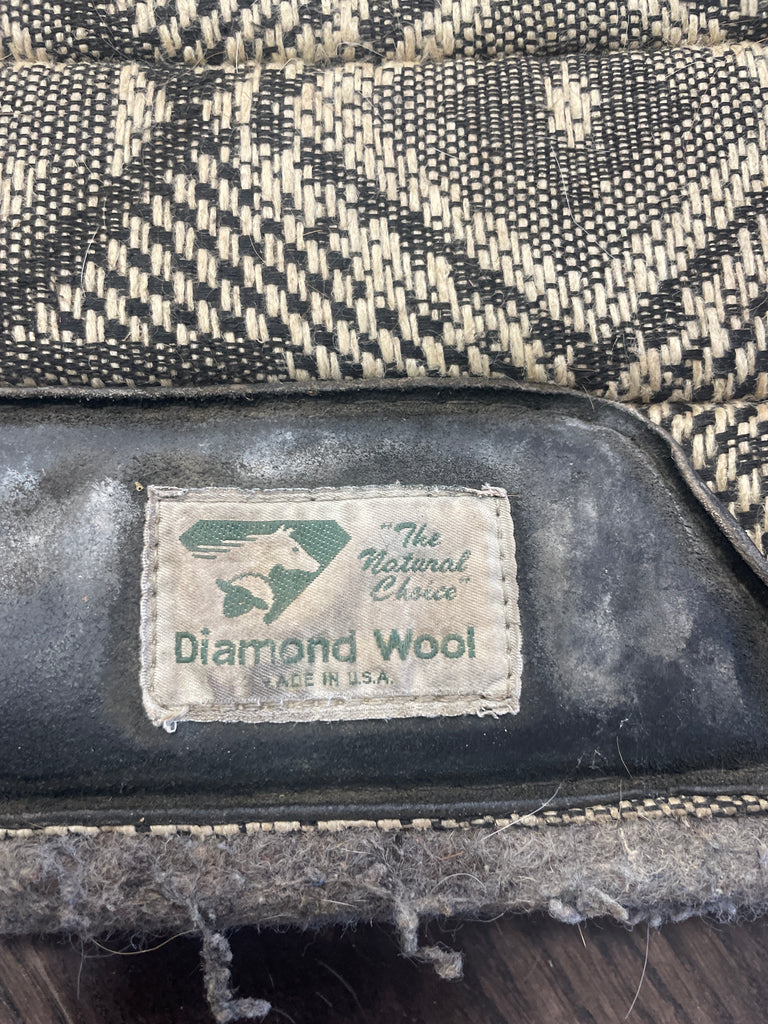 "The
Natural
Choice"
Diamond Wool
MADE IN U.S.A.